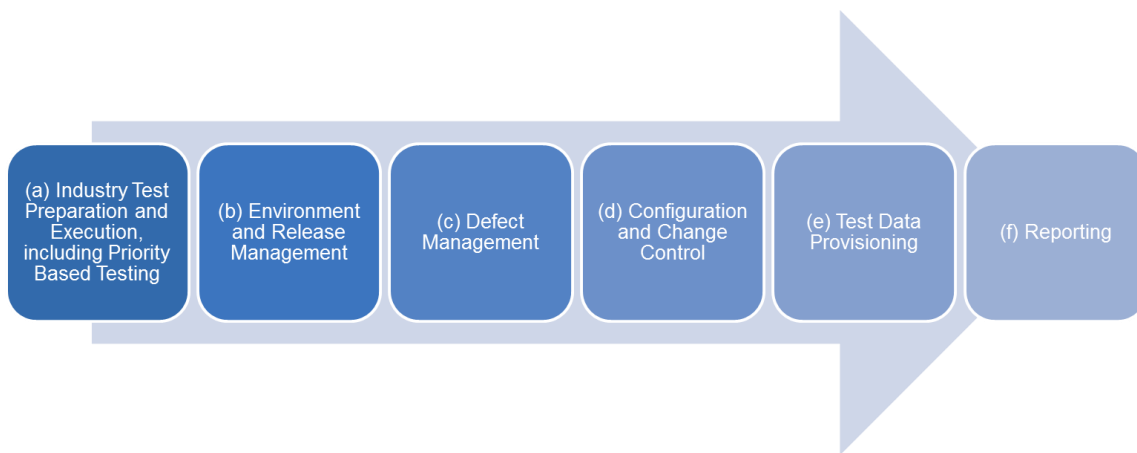 (a) Industry Test
Preparation and
Execution,
including Priority
Based Testing
(b) Environment
and Release
Management
(c) Defect
Management
(d) Configuration
and Change
Control
(e) Test Data
Provisioning
(f) Reporting